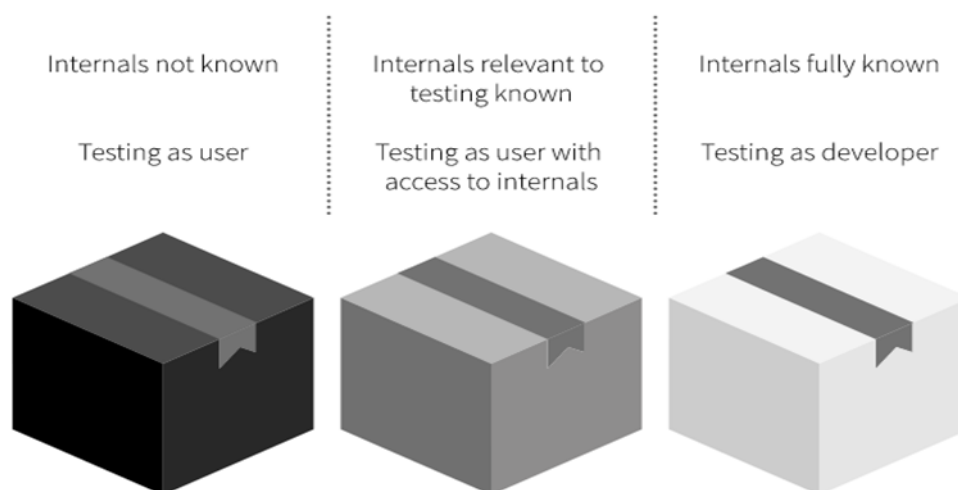 Internals not known
Testing as user
Internals relevant to
testing known
Testing as user with
access to internals
Internals fully known
Testing as developer